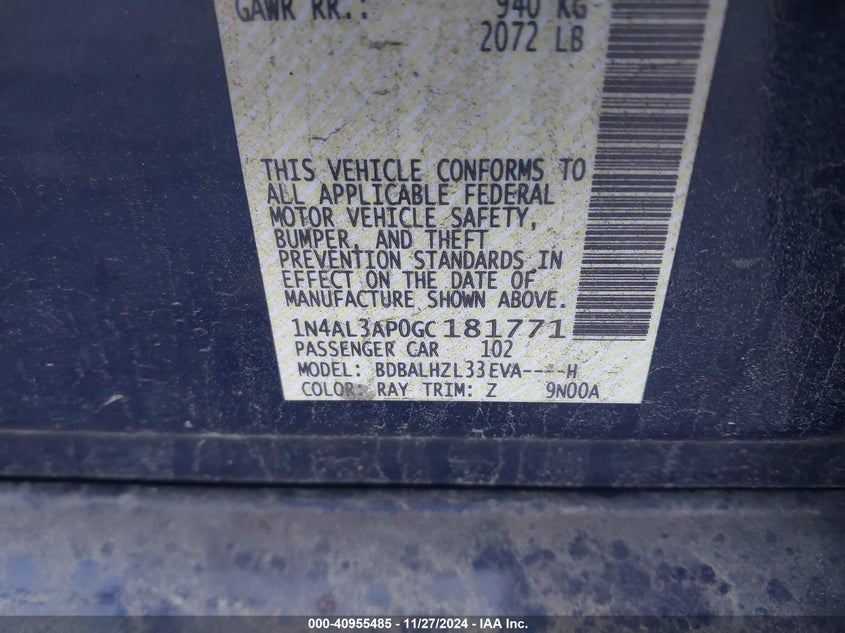 GAWR RR.: 940 KG
2072 LB
THIS VEHICLE CONFORMS TO
ALL APPLICABLE FEDERAL
MOTOR VEHICLE SAFETY,
BUMPER, AND THEFT
PREVENTION STANDARDS IN
EFFECT ON THE DATE OF
MANUFACTURE SHOWN ABOVE.
1N4AL3AP0GC181771
PASSENGER CAR 102
MODEL: BDBALHZL33EVA----H
COLOR: RAY TRIM: Z 9N00A
000-40955485 - 11/27/2024 - IAA Inc.